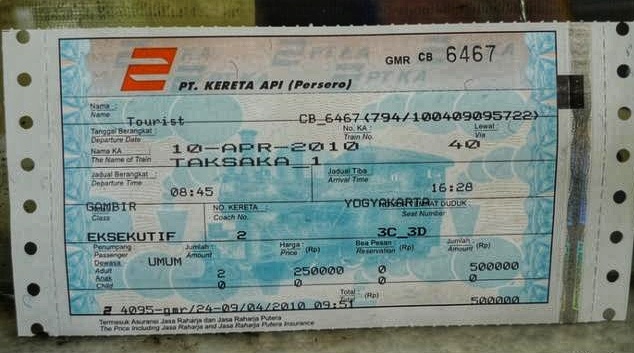 GMR CB 6467
PT. KERETA API (Persero)
Nama :
Name
Tourist CB_6467(794/100409095722)
Tanggal Berangkat : No. KA : Lewat :
Departure Date Train No. Via
10-APR-2010 40
Nama KA
The Name of Train TAKSAKA_1
Jadual Berangkat : Jadual Tiba
Departure Time Arrival Time
08:45 16:28
GAMBIR NO. KERETA : YOGYAKARTA DUDUK :
Class Coach No. Seat Number
EKSEKUTIF 2 3C_3D
Penumpang Jumlah : Harga : (Rp) Bea Pesan : (Rp) Jumlah : (Rp)
Passenger Amount Price Reservation Amount
Dewasa UMUM
Adult 2 250000 0 500000
Anak 0 0 0
Child
Total : (Rp)
Total
2 4095-gmr/24-09/04/2010 09:51 500000
Termasuk Asuransi Jasa Raharja dan Jasa Raharja Putera
The Price Including Jasa Raharja and Jasa Raharja Putera Insurance